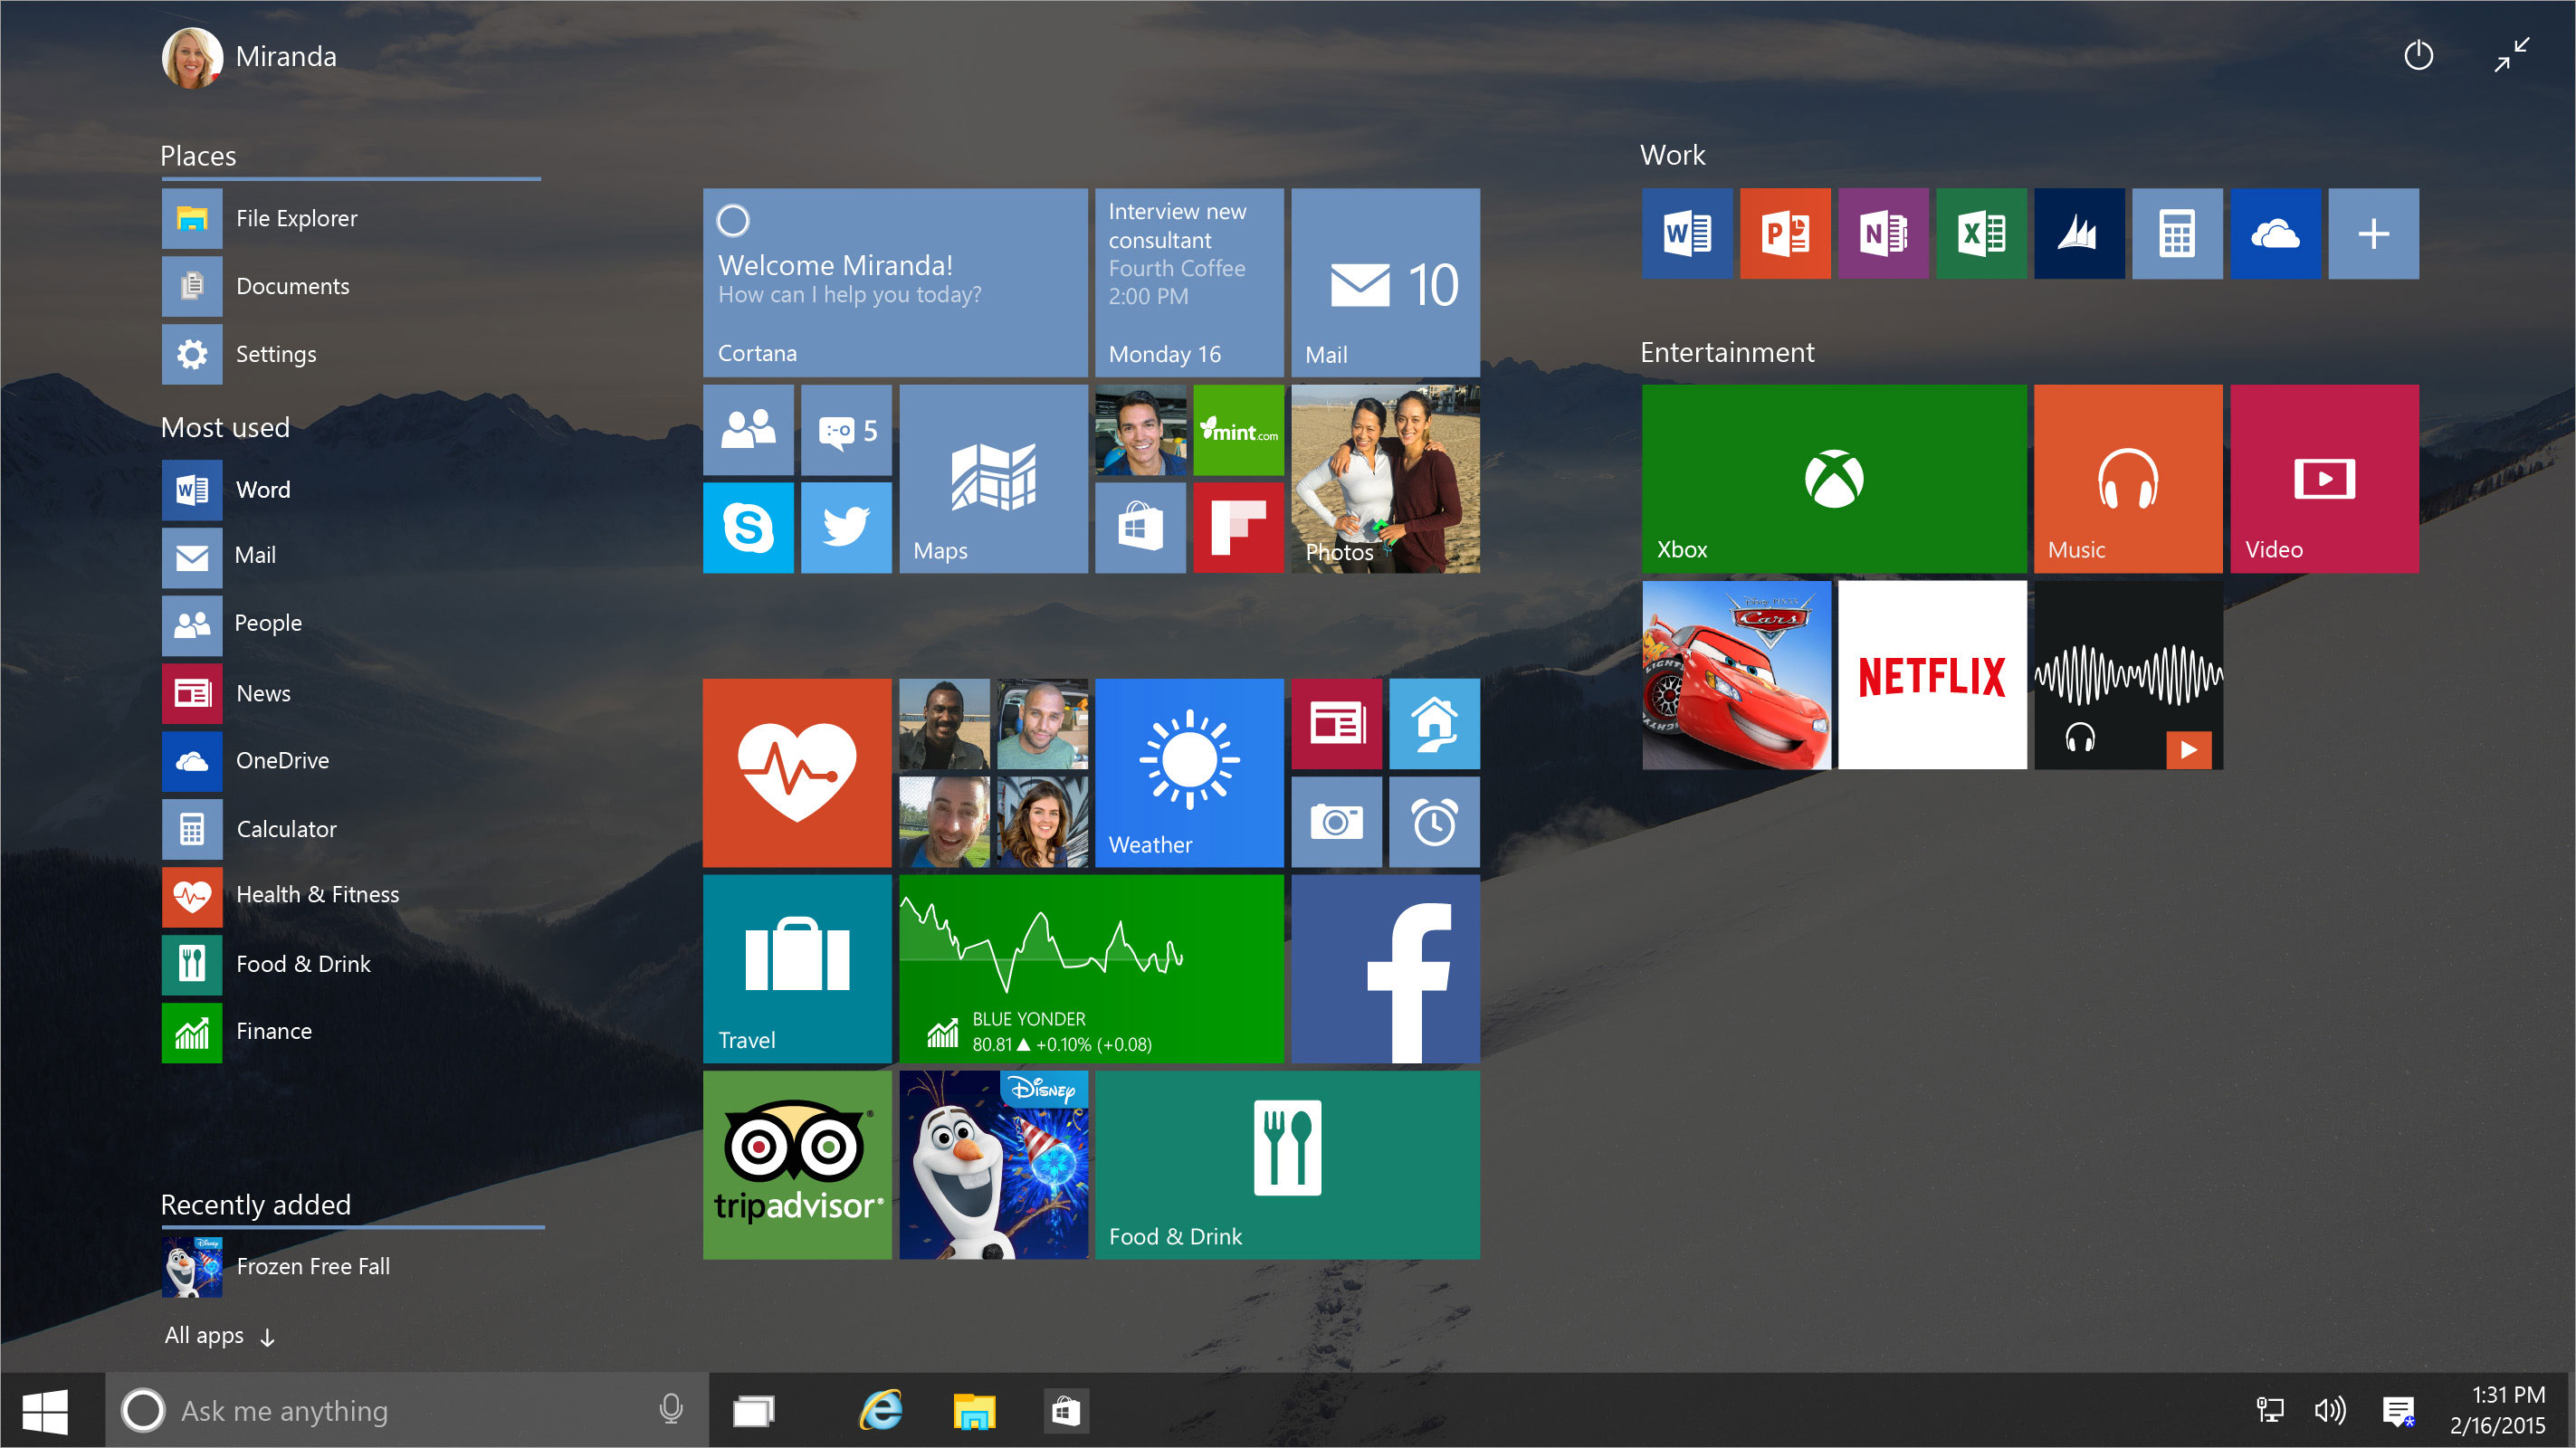 Miranda
Places
File Explorer
Documents
Settings
Most used
Word
Mail
People
News
OneDrive
Calculator
Health & Fitness
Food & Drink
Finance
Recently added
Frozen Free Fall
All apps
Welcome Miranda!
How can I help you today?
Cortana
Interview new
consultant
Fourth Coffee
2:00 PM
Monday 16
10
Mail
:-o 5
Maps
mint.com
Photos
Weather
Travel
BLUE YONDER
80.81▲ +0.10% (+0.08)
tripadvisor®
Disney
Food & Drink
Work
Entertainment
Xbox
Music
Video
Disney PIXAR
Cars
NETFLIX
Ask me anything
1:31 PM
2/16/2015